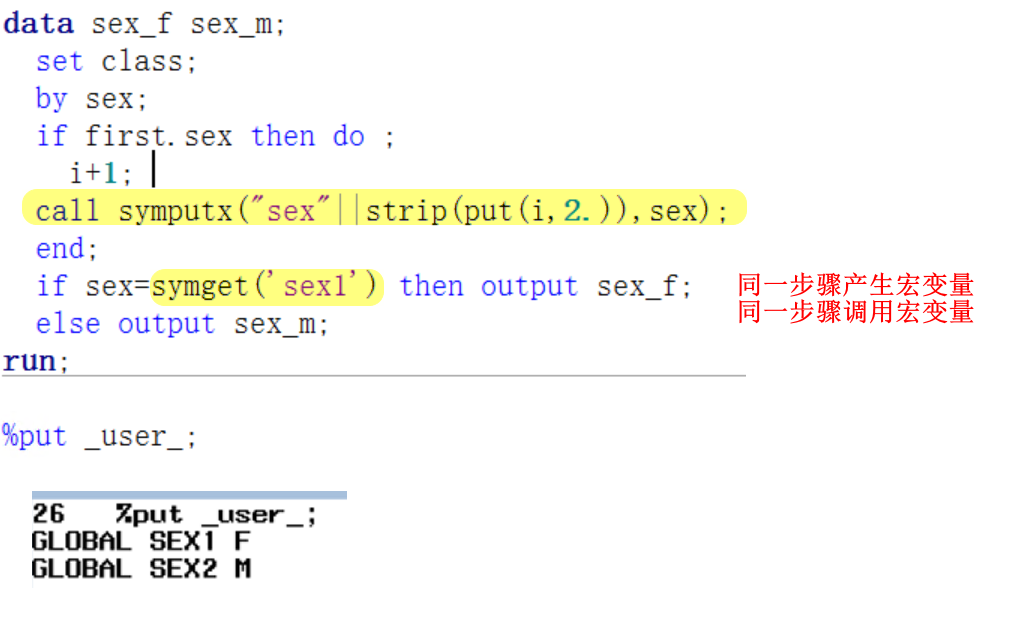 data sex_f sex_m;
set class;
by sex;
if first.sex then do ;
i+1;
call symputx("sex"||strip(put(i,2.)),sex);
end;
if sex=symget('sex1') then output sex_f;
同一步骤产生宏变量
else output sex_m;
同一步骤调用宏变量
run;
%put _user_;
26 %put _user_;
GLOBAL SEX1 F
GLOBAL SEX2 M